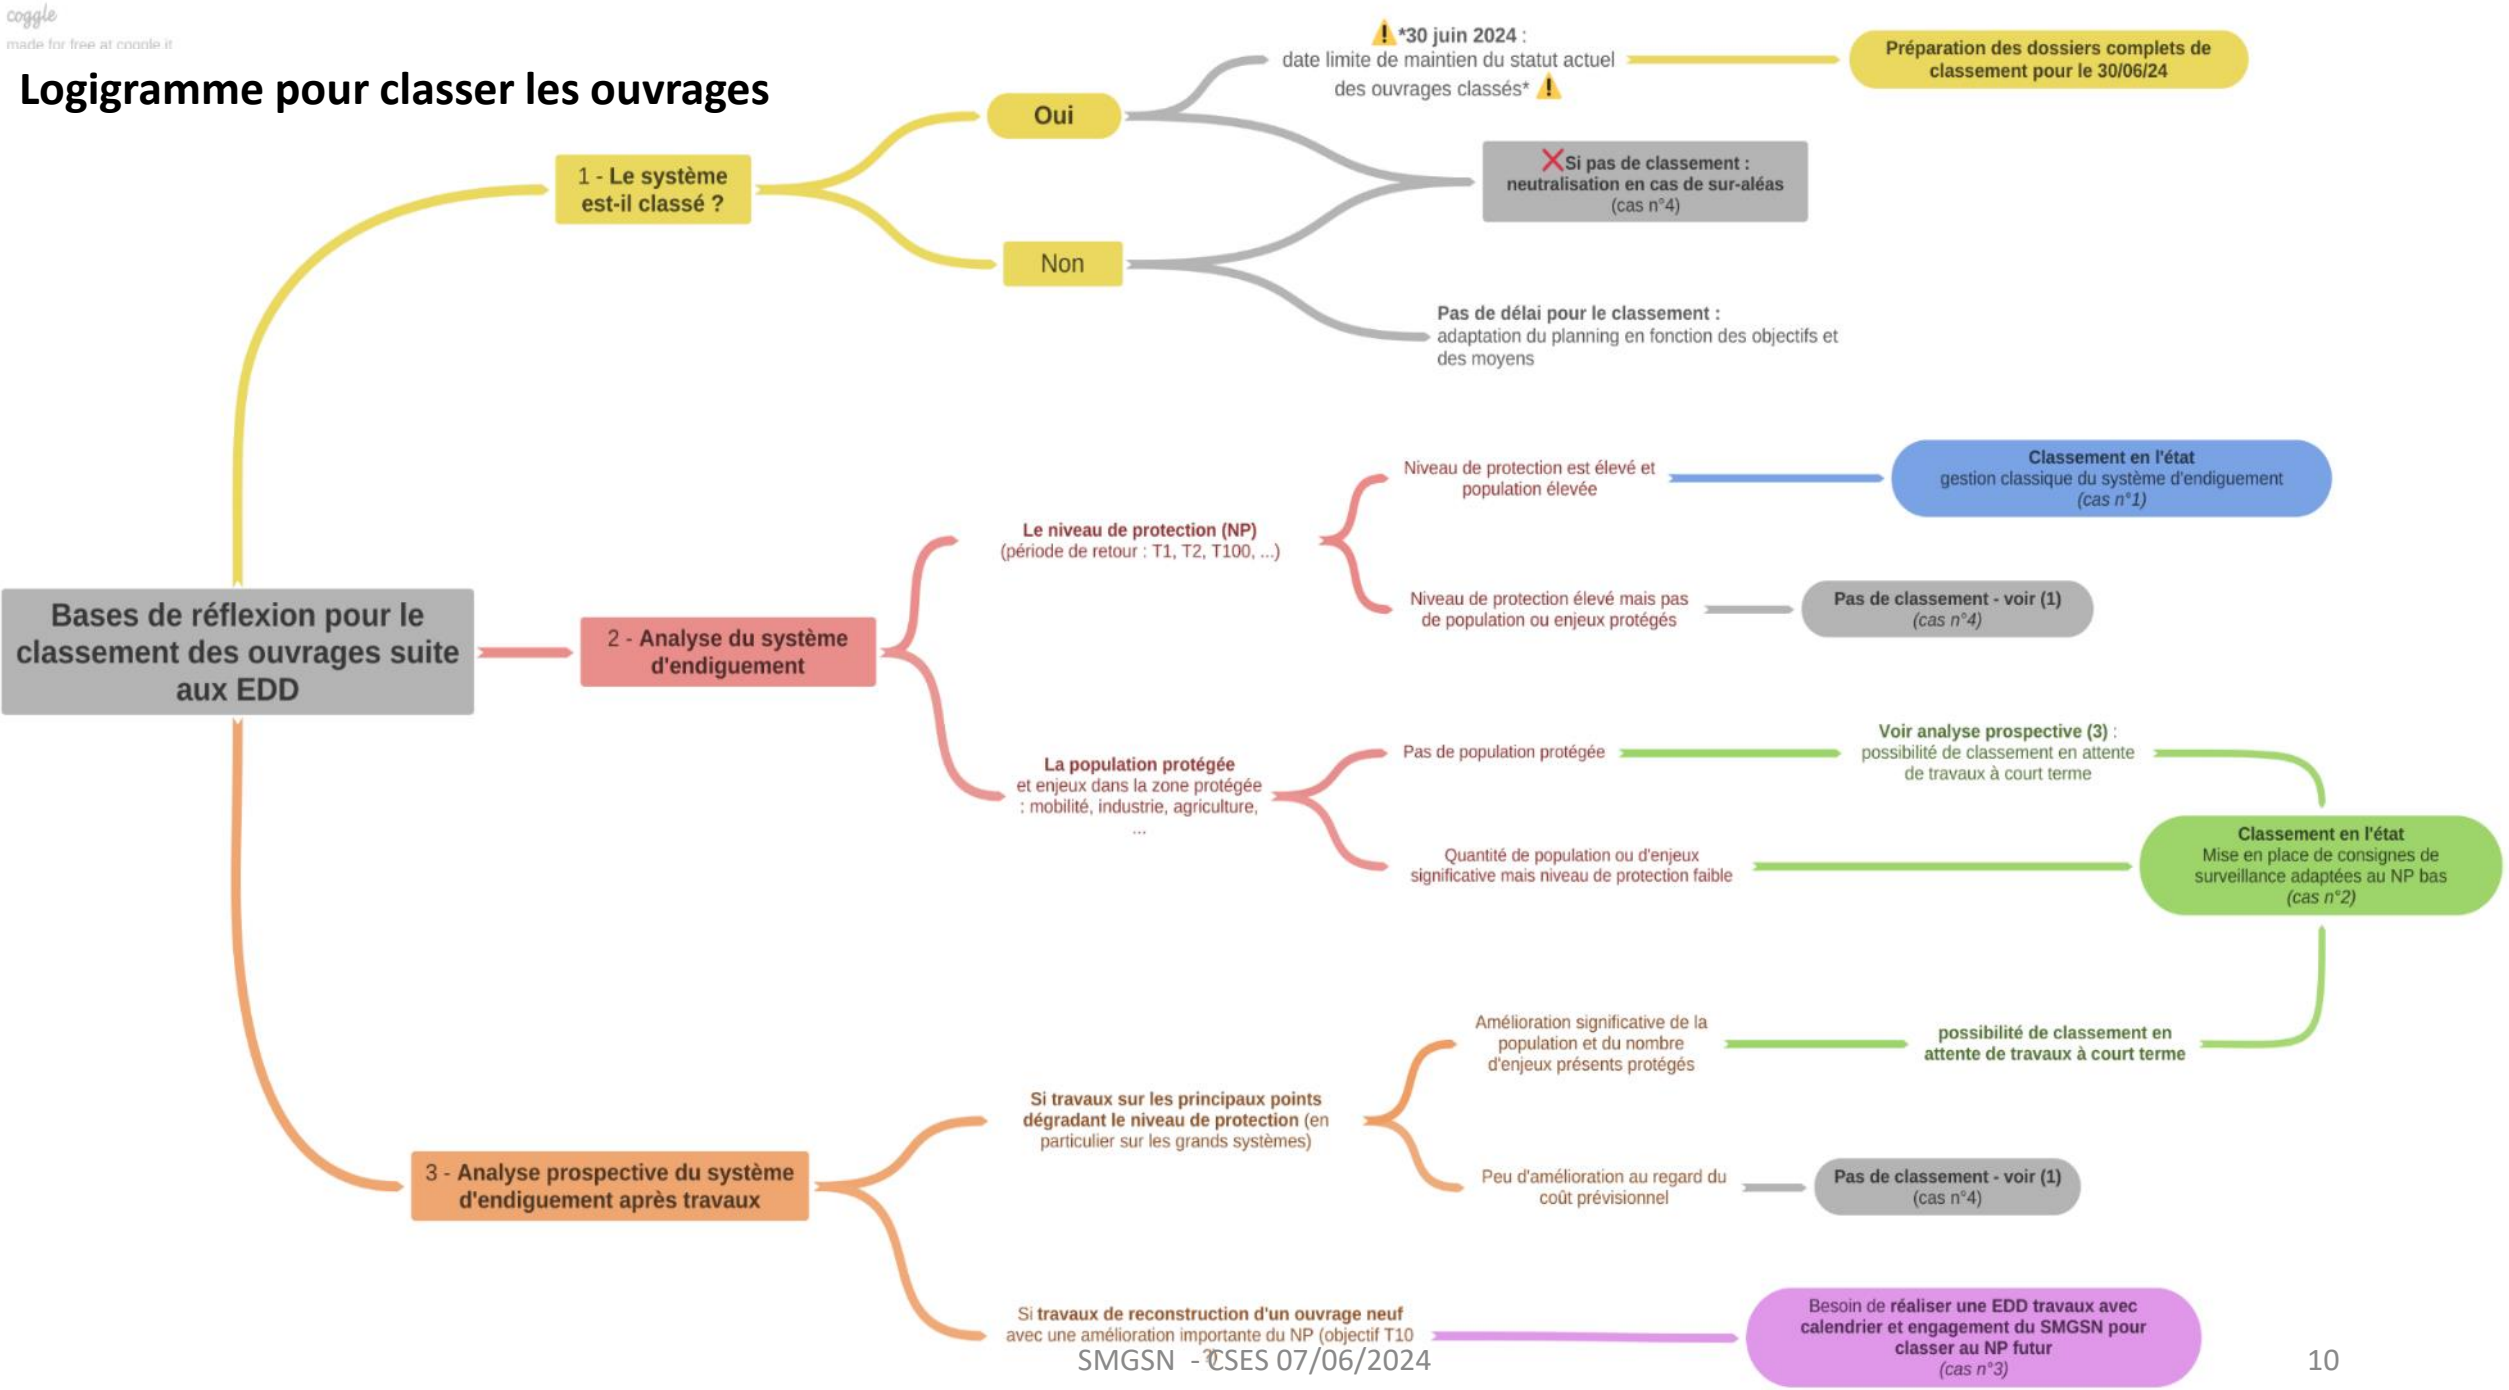 coggle
made for free at coggle.it
Logigramme pour classer les ouvrages
*30 juin 2024 :
date limite de maintien du statut actuel
des ouvrages classés*
Préparation des dossiers complets de
classement pour le 30/06/24
Oui
1 - Le système
est-il classé ?
Si pas de classement :
neutralisation en cas de sur-aléas
(cas n°4)
Non
Pas de délai pour le classement :
adaptation du planning en fonction des objectifs et
des moyens
Bases de réflexion pour le
classement des ouvrages suite
aux EDD
2 - Analyse du système
d'endiguement
Le niveau de protection (NP)
(période de retour : T1, T2, T100, ...)
Niveau de protection est élevé et
population élevée
Classement en l'état
gestion classique du système d'endiguement
(cas n°1)
Niveau de protection élevé mais pas
de population ou enjeux protégés
Pas de classement - voir (1)
(cas n°4)
La population protégée
et enjeux dans la zone protégée
: mobilité, industrie, agriculture,
...
Pas de population protégée
Voir analyse prospective (3) :
possibilité de classement en attente
de travaux à court terme
Quantité de population ou d'enjeux
significative mais niveau de protection faible
Classement en l'état
Mise en place de consignes de
surveillance adaptées au NP bas
(cas n°2)
3 - Analyse prospective du système
d'endiguement après travaux
Si travaux sur les principaux points
dégradant le niveau de protection (en
particulier sur les grands systèmes)
Amélioration significative de la
population et du nombre
d'enjeux présents protégés
possibilité de classement en
attente de travaux à court terme
Peu d'amélioration au regard du
coût prévisionnel
Pas de classement - voir (1)
(cas n°4)
Si travaux de reconstruction d'un ouvrage neuf
avec une amélioration importante du NP (objectif T10
?)
Besoin de réaliser une EDD travaux avec
calendrier et engagement du SMGSN pour
classer au NP futur
(cas n°3)
SMGSN - CSES 07/06/2024
10